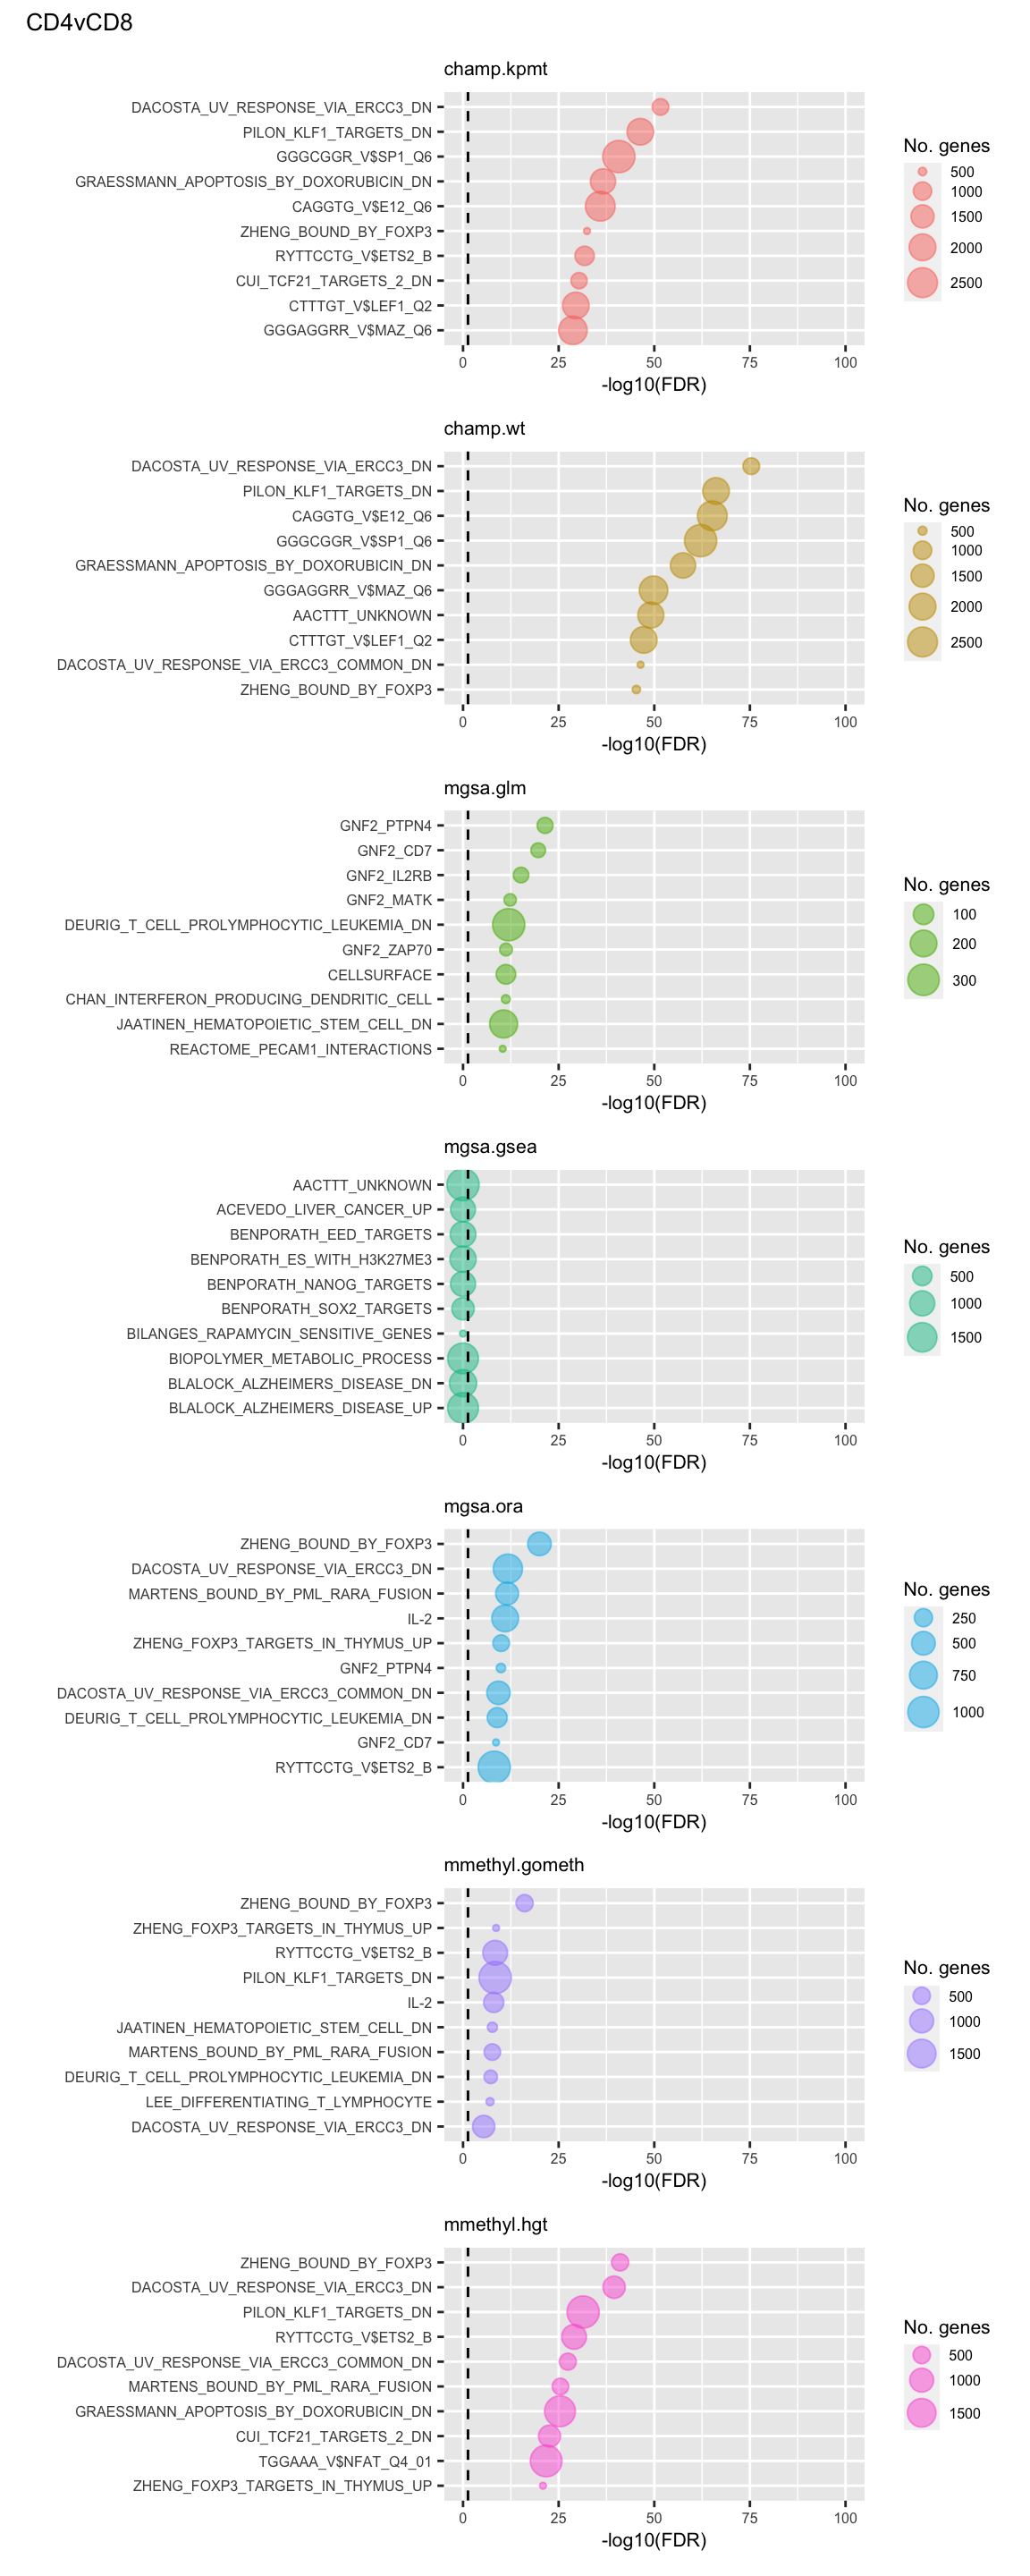 CD4vCD8
champ.kpmt
DACOSTA_UV_RESPONSE_VIA_ERCC3_DN
PILON_KLF1_TARGETS_DN
GGGCGGR_V$SP1_Q6
GRAESSMANN_APOPTOSIS_BY_DOXORUBICIN_DN
CAGGTG_V$E12_Q6
ZHENG_BOUND_BY_FOXP3
RYTTCCTG_V$ETS2_B
CUI_TCF21_TARGETS_2_DN
CTTTGT_V$LEF1_Q2
GGGAGGRR_V$MAZ_Q6
0 25 50 75 100
-log10(FDR)
No. genes
500
1000
1500
2000
2500
champ.wt
DACOSTA_UV_RESPONSE_VIA_ERCC3_DN
PILON_KLF1_TARGETS_DN
CAGGTG_V$E12_Q6
GGGCGGR_V$SP1_Q6
GRAESSMANN_APOPTOSIS_BY_DOXORUBICIN_DN
GGGAGGRR_V$MAZ_Q6
AACTTT_UNKNOWN
CTTTGT_V$LEF1_Q2
DACOSTA_UV_RESPONSE_VIA_ERCC3_COMMON_DN
ZHENG_BOUND_BY_FOXP3
0 25 50 75 100
-log10(FDR)
No. genes
500
1000
1500
2000
2500
mgsa.glm
GNF2_PTPN4
GNF2_CD7
GNF2_IL2RB
GNF2_MATK
DEURIG_T_CELL_PROLYMPHOCYTIC_LEUKEMIA_DN
GNF2_ZAP70
CELLSURFACE
CHAN_INTERFERON_PRODUCING_DENDRITIC_CELL
JAATINEN_HEMATOPOIETIC_STEM_CELL_DN
REACTOME_PECAM1_INTERACTIONS
0 25 50 75 100
-log10(FDR)
No. genes
100
200
300
mgsa.gsea
AACTTT_UNKNOWN
ACEVEDO_LIVER_CANCER_UP
BENPORATH_EED_TARGETS
BENPORATH_ES_WITH_H3K27ME3
BENPORATH_NANOG_TARGETS
BENPORATH_SOX2_TARGETS
BILANGES_RAPAMYCIN_SENSITIVE_GENES
BIOPOLYMER_METABOLIC_PROCESS
BLALOCK_ALZHEIMERS_DISEASE_DN
BLALOCK_ALZHEIMERS_DISEASE_UP
0 25 50 75 100
-log10(FDR)
No. genes
500
1000
1500
mgsa.ora
ZHENG_BOUND_BY_FOXP3
DACOSTA_UV_RESPONSE_VIA_ERCC3_DN
MARTENS_BOUND_BY_PML_RARA_FUSION
IL-2
ZHENG_FOXP3_TARGETS_IN_THYMUS_UP
GNF2_PTPN4
DACOSTA_UV_RESPONSE_VIA_ERCC3_COMMON_DN
DEURIG_T_CELL_PROLYMPHOCYTIC_LEUKEMIA_DN
GNF2_CD7
RYTTCCTG_V$ETS2_B
0 25 50 75 100
-log10(FDR)
No. genes
250
500
750
1000
mmethyl.gometh
ZHENG_BOUND_BY_FOXP3
ZHENG_FOXP3_TARGETS_IN_THYMUS_UP
RYTTCCTG_V$ETS2_B
PILON_KLF1_TARGETS_DN
IL-2
JAATINEN_HEMATOPOIETIC_STEM_CELL_DN
MARTENS_BOUND_BY_PML_RARA_FUSION
DEURIG_T_CELL_PROLYMPHOCYTIC_LEUKEMIA_DN
LEE_DIFFERENTIATING_T_LYMPHOCYTE
DACOSTA_UV_RESPONSE_VIA_ERCC3_DN
0 25 50 75 100
-log10(FDR)
No. genes
500
1000
1500
mmethyl.hgt
ZHENG_BOUND_BY_FOXP3
DACOSTA_UV_RESPONSE_VIA_ERCC3_DN
PILON_KLF1_TARGETS_DN
RYTTCCTG_V$ETS2_B
DACOSTA_UV_RESPONSE_VIA_ERCC3_COMMON_DN
MARTENS_BOUND_BY_PML_RARA_FUSION
GRAESSMANN_APOPTOSIS_BY_DOXORUBICIN_DN
CUI_TCF21_TARGETS_2_DN
TGGAAA_V$NFAT_Q4_01
ZHENG_FOXP3_TARGETS_IN_THYMUS_UP
0 25 50 75 100
-log10(FDR)
No. genes
500
1000
1500